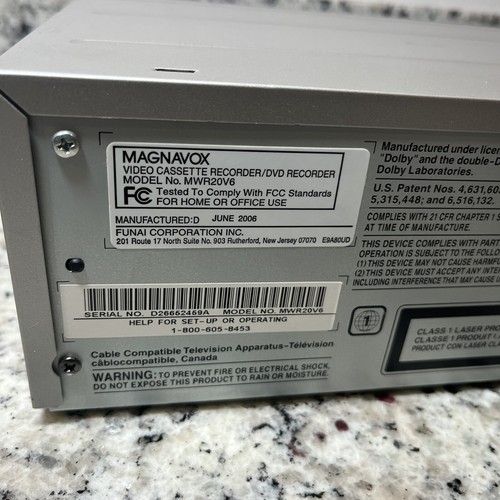 MAGNAVOX
VIDEO CASSETTE RECORDER/DVD RECORDER
MODEL No. MWR20V6
FC Tested To Comply With FCC Standards
FOR HOME OR OFFICE USE
MANUFACTURED:D JUNE 2006
FUNAI CORPORATION INC.
201 Route 17 North Suite No. 903 Rutherford, New Jersey 07070 E9A80UD
SERIAL NO. D26652469A MODEL NO. MWR20V6
HELP FOR SET-UP OR OPERATING
1-800-605-8453
Cable Compatible Television Apparatus-Télévision
câblocompatible, Canada
WARNING: TO PREVENT FIRE OR ELECTRICAL SHOCK,
DO NOT EXPOSE THIS PRODUCT TO RAIN OR MOISTURE.
Manufactured under licen
"Dolby" and the double-D
Dolby Laboratories.
U.S. Patent Nos. 4,631,60
5,315,448; and 6,516,132.
COMPLIES WITH 21 CFR CHAPTER 1 S
AT TIME OF MANUFACTURE.
THIS DEVICE COMPLIES WITH PART
OPERATION IS SUBJECT TO THE FOLLO
(1) THIS DEVICE MAY NOT CAUSE HARMFU
(2) THIS DEVICE MUST ACCEPT ANY INTER
INCLUDING INTERFERENCE THAT MAY CAUSE U
1
CLASS 1 LASER PRO
CLASSE 1 PRODUIT L
PRODUCT CON LASER CLA